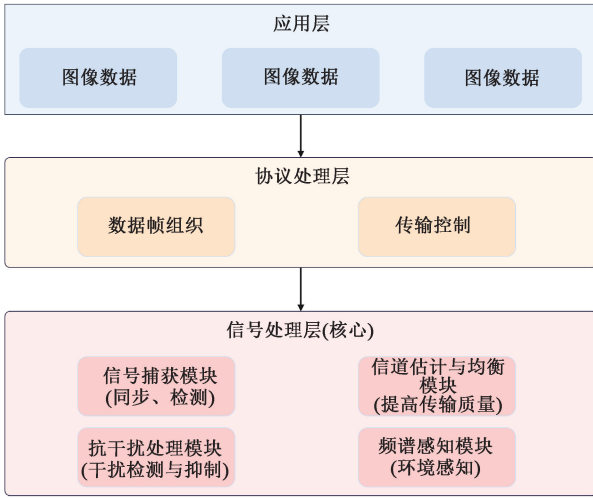 应用层
图像数据
图像数据
图像数据
协议处理层
数据帧组织
传输控制
信号处理层(核心)
信号捕获模块
(同步、检测)
信道估计与均衡
模块
(提高传输质量)
抗干扰处理模块
(干扰检测与抑制)
频谱感知模块
(环境感知)